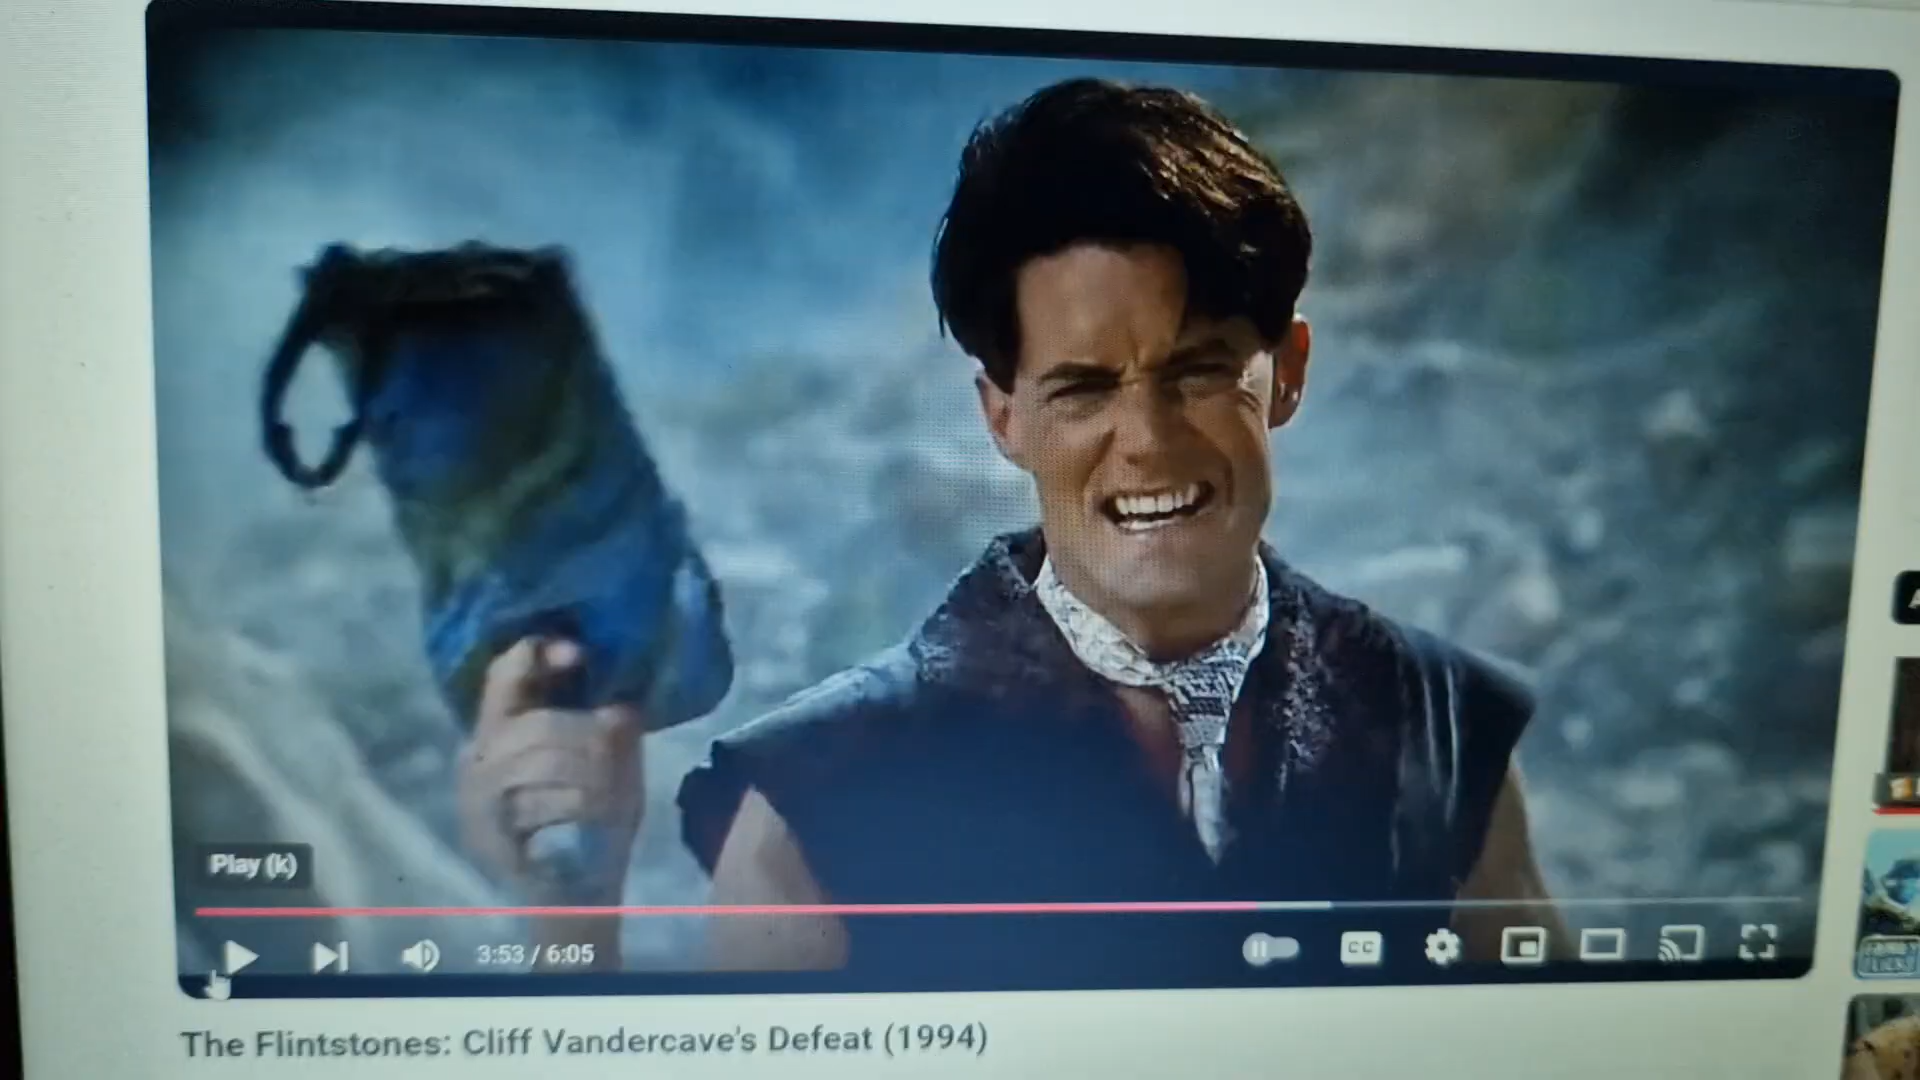 Play (k)
3:53 / 6:05
CC
The Flintstones: Cliff Vandercave's Defeat (1994)